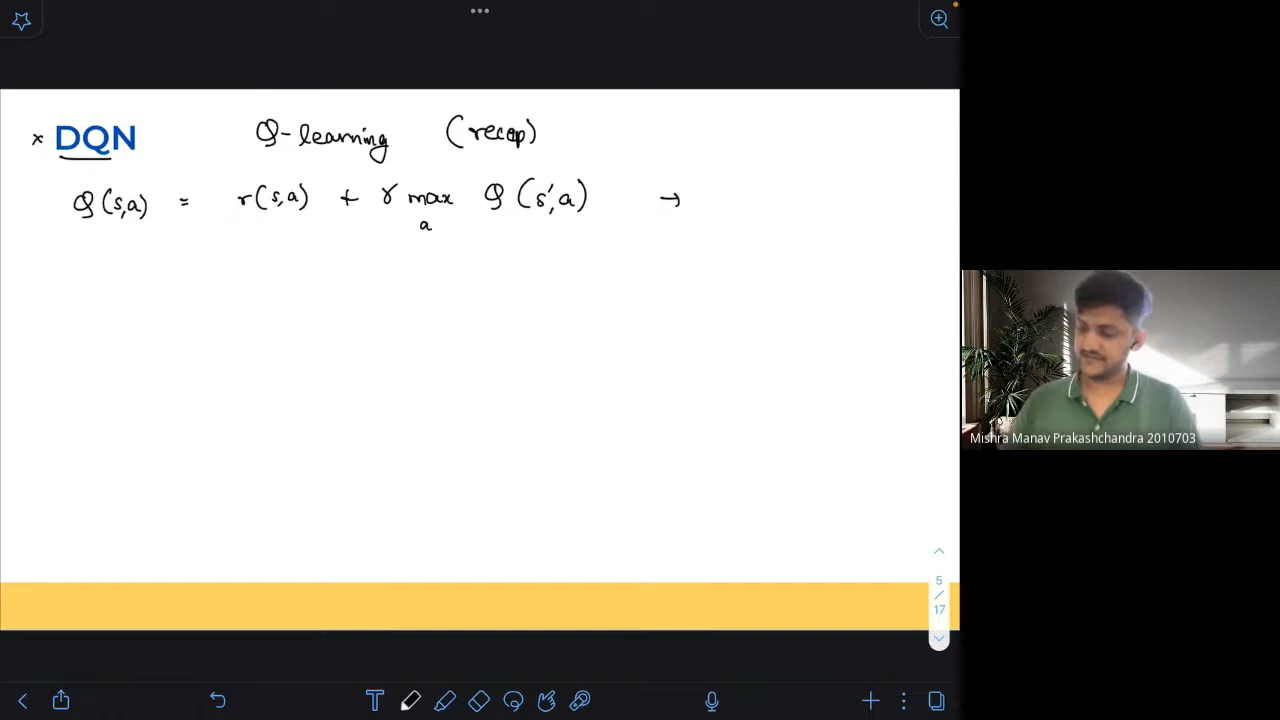 × DQN Q-learning (recap)
Q(s,a) = r(s,a) + γ max Q(s',a) →
a
Mishra Manav Prakashchandra 2010703
5
/
17
T